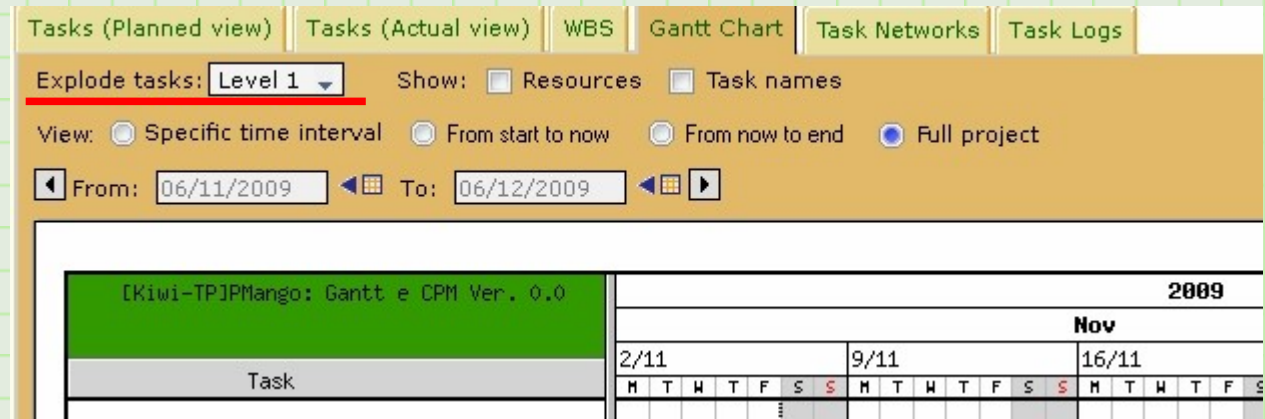 Tasks (Planned view) Tasks (Actual view) WBS Gantt Chart Task Networks Task Logs
Explode tasks: Level 1 Show: Resources Task names
View: Specific time interval From start to now From now to end Full project
From: 06/11/2009 To: 06/12/2009
[Kiwi-TP]PMango: Gantt e CPM Ver. 0.0
2009
Nov
2/11 9/11 16/11
Task
M T W T F S S M T W T F S S M T W T F S